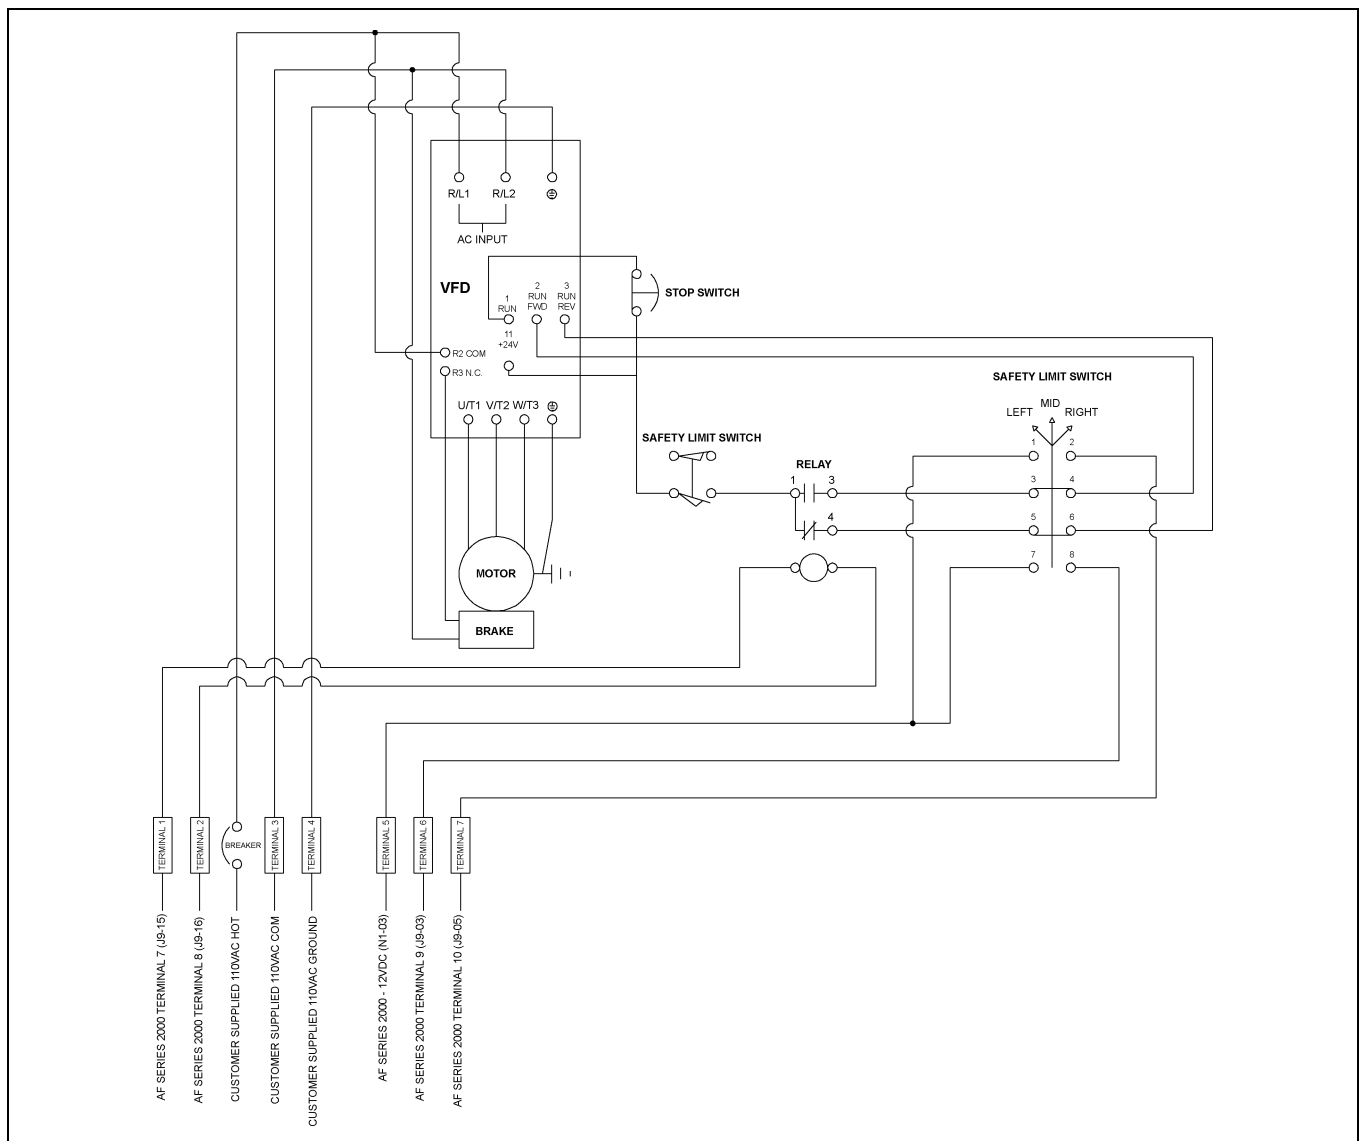 R/L1
R/L2
AC INPUT
VFD
1
RUN
2
RUN
FWD
3
RUN
REV
STOP SWITCH
11
+24V
R2 COM
R3 N.C.
U/T1
V/T2
W/T3
SAFETY LIMIT SWITCH
LEFT
MID
RIGHT
SAFETY LIMIT SWITCH
RELAY
1
3
4
1
2
3
4
5
6
7
8
MOTOR
BRAKE
TERMINAL 1
TERMINAL 2
BREAKER
TERMINAL 3
TERMINAL 4
TERMINAL 5
TERMINAL 6
TERMINAL 7
AF SERIES 2000 TERMINAL 7 (J9-15)
AF SERIES 2000 TERMINAL 8 (J9-16)
CUSTOMER SUPPLIED 110VAC HOT
CUSTOMER SUPPLIED 110VAC COM
CUSTOMER SUPPLIED 110VAC GROUND
AF SERIES 2000 - 12VDC (N1-03)
AF SERIES 2000 TERMINAL 9 (J9-03)
AF SERIES 2000 TERMINAL 10 (J9-05)